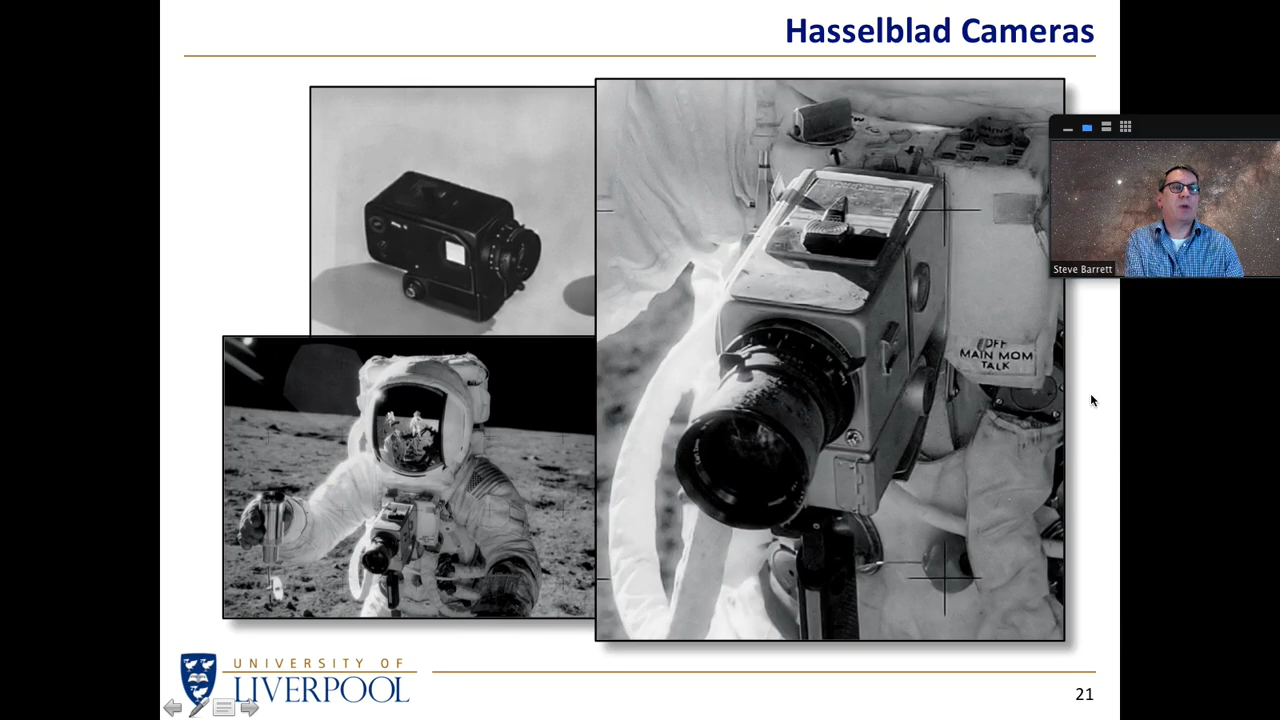 Hasselblad Cameras
OFF
MAIN MOM
TALK
Steve Barrett
UNIVERSITY OF
LIVERPOOL
21